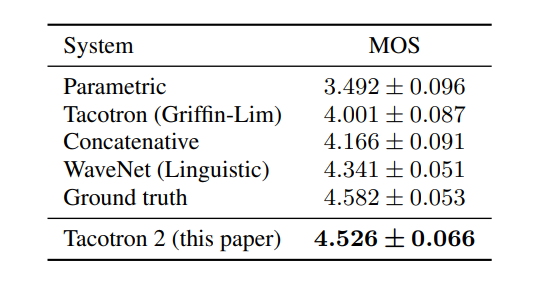 System MOS
Parametric 3.492 ± 0.096
Tacotron (Griffin-Lim) 4.001 ± 0.087
Concatenative 4.166 ± 0.091
WaveNet (Linguistic) 4.341 ± 0.051
Ground truth 4.582 ± 0.053
Tacotron 2 (this paper) 4.526 ± 0.066